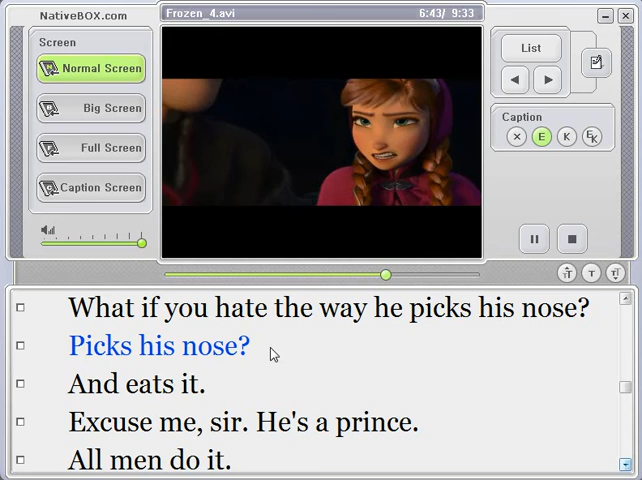 NativeBOX.com
Frozen_4.avi 6:43/ 9:33
Screen
Normal Screen
Big Screen
Full Screen
Caption Screen
List
Caption
E K EK
T T T
What if you hate the way he picks his nose?
Picks his nose?
And eats it.
Excuse me, sir. He's a prince.
All men do it.